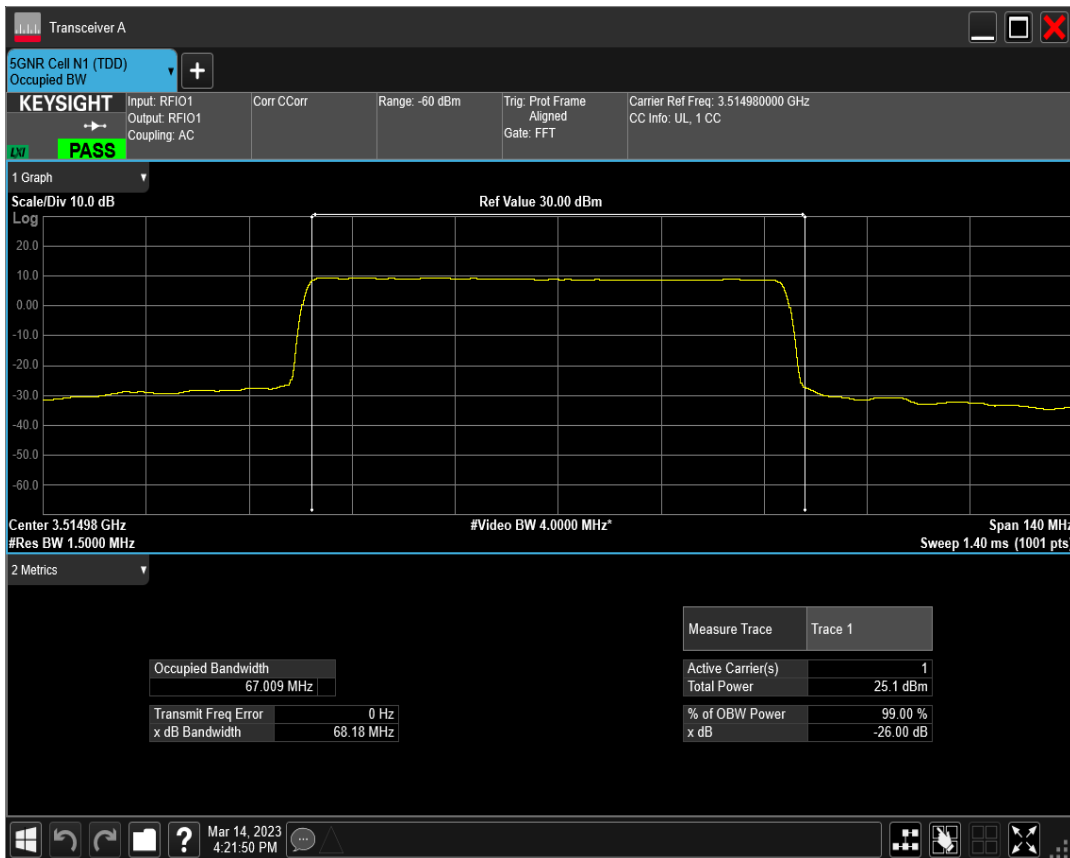 Transceiver A
5GNR Cell N1 (TDD)
Occupied BW
+
KEYSIGHT
LXI
PASS
Input: RFIO1
Output: RFIO1
Coupling: AC
Corr CCorr
Range: -60 dBm
Trig: Prot Frame
Aligned
Gate: FFT
Carrier Ref Freq: 3.514980000 GHz
CC Info: UL, 1 CC
1 Graph
Scale/Div 10.0 dB
Ref Value 30.00 dBm
Log
20.0
10.0
0.00
-10.0
-20.0
-30.0
-40.0
-50.0
-60.0
Center 3.51498 GHz
#Video BW 4.0000 MHz*
Span 140 MHz
#Res BW 1.5000 MHz
Sweep 1.40 ms (1001 pts)
2 Metrics
Measure Trace Trace 1
Occupied Bandwidth
67.009 MHz
Transmit Freq Error 0 Hz
x dB Bandwidth 68.18 MHz
Active Carrier(s) 1
Total Power 25.1 dBm
% of OBW Power 99.00 %
x dB -26.00 dB
?
Mar 14, 2023
4:21:50 PM